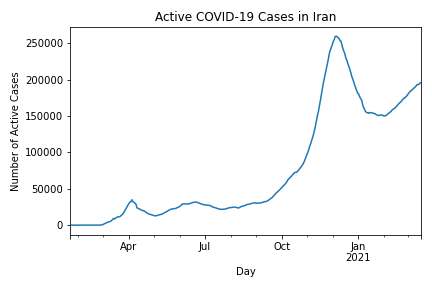 Active COVID-19 Cases in Iran
Number of Active Cases
250000
200000
150000
100000
50000
0
Apr
Jul
Oct
Jan
2021
Day